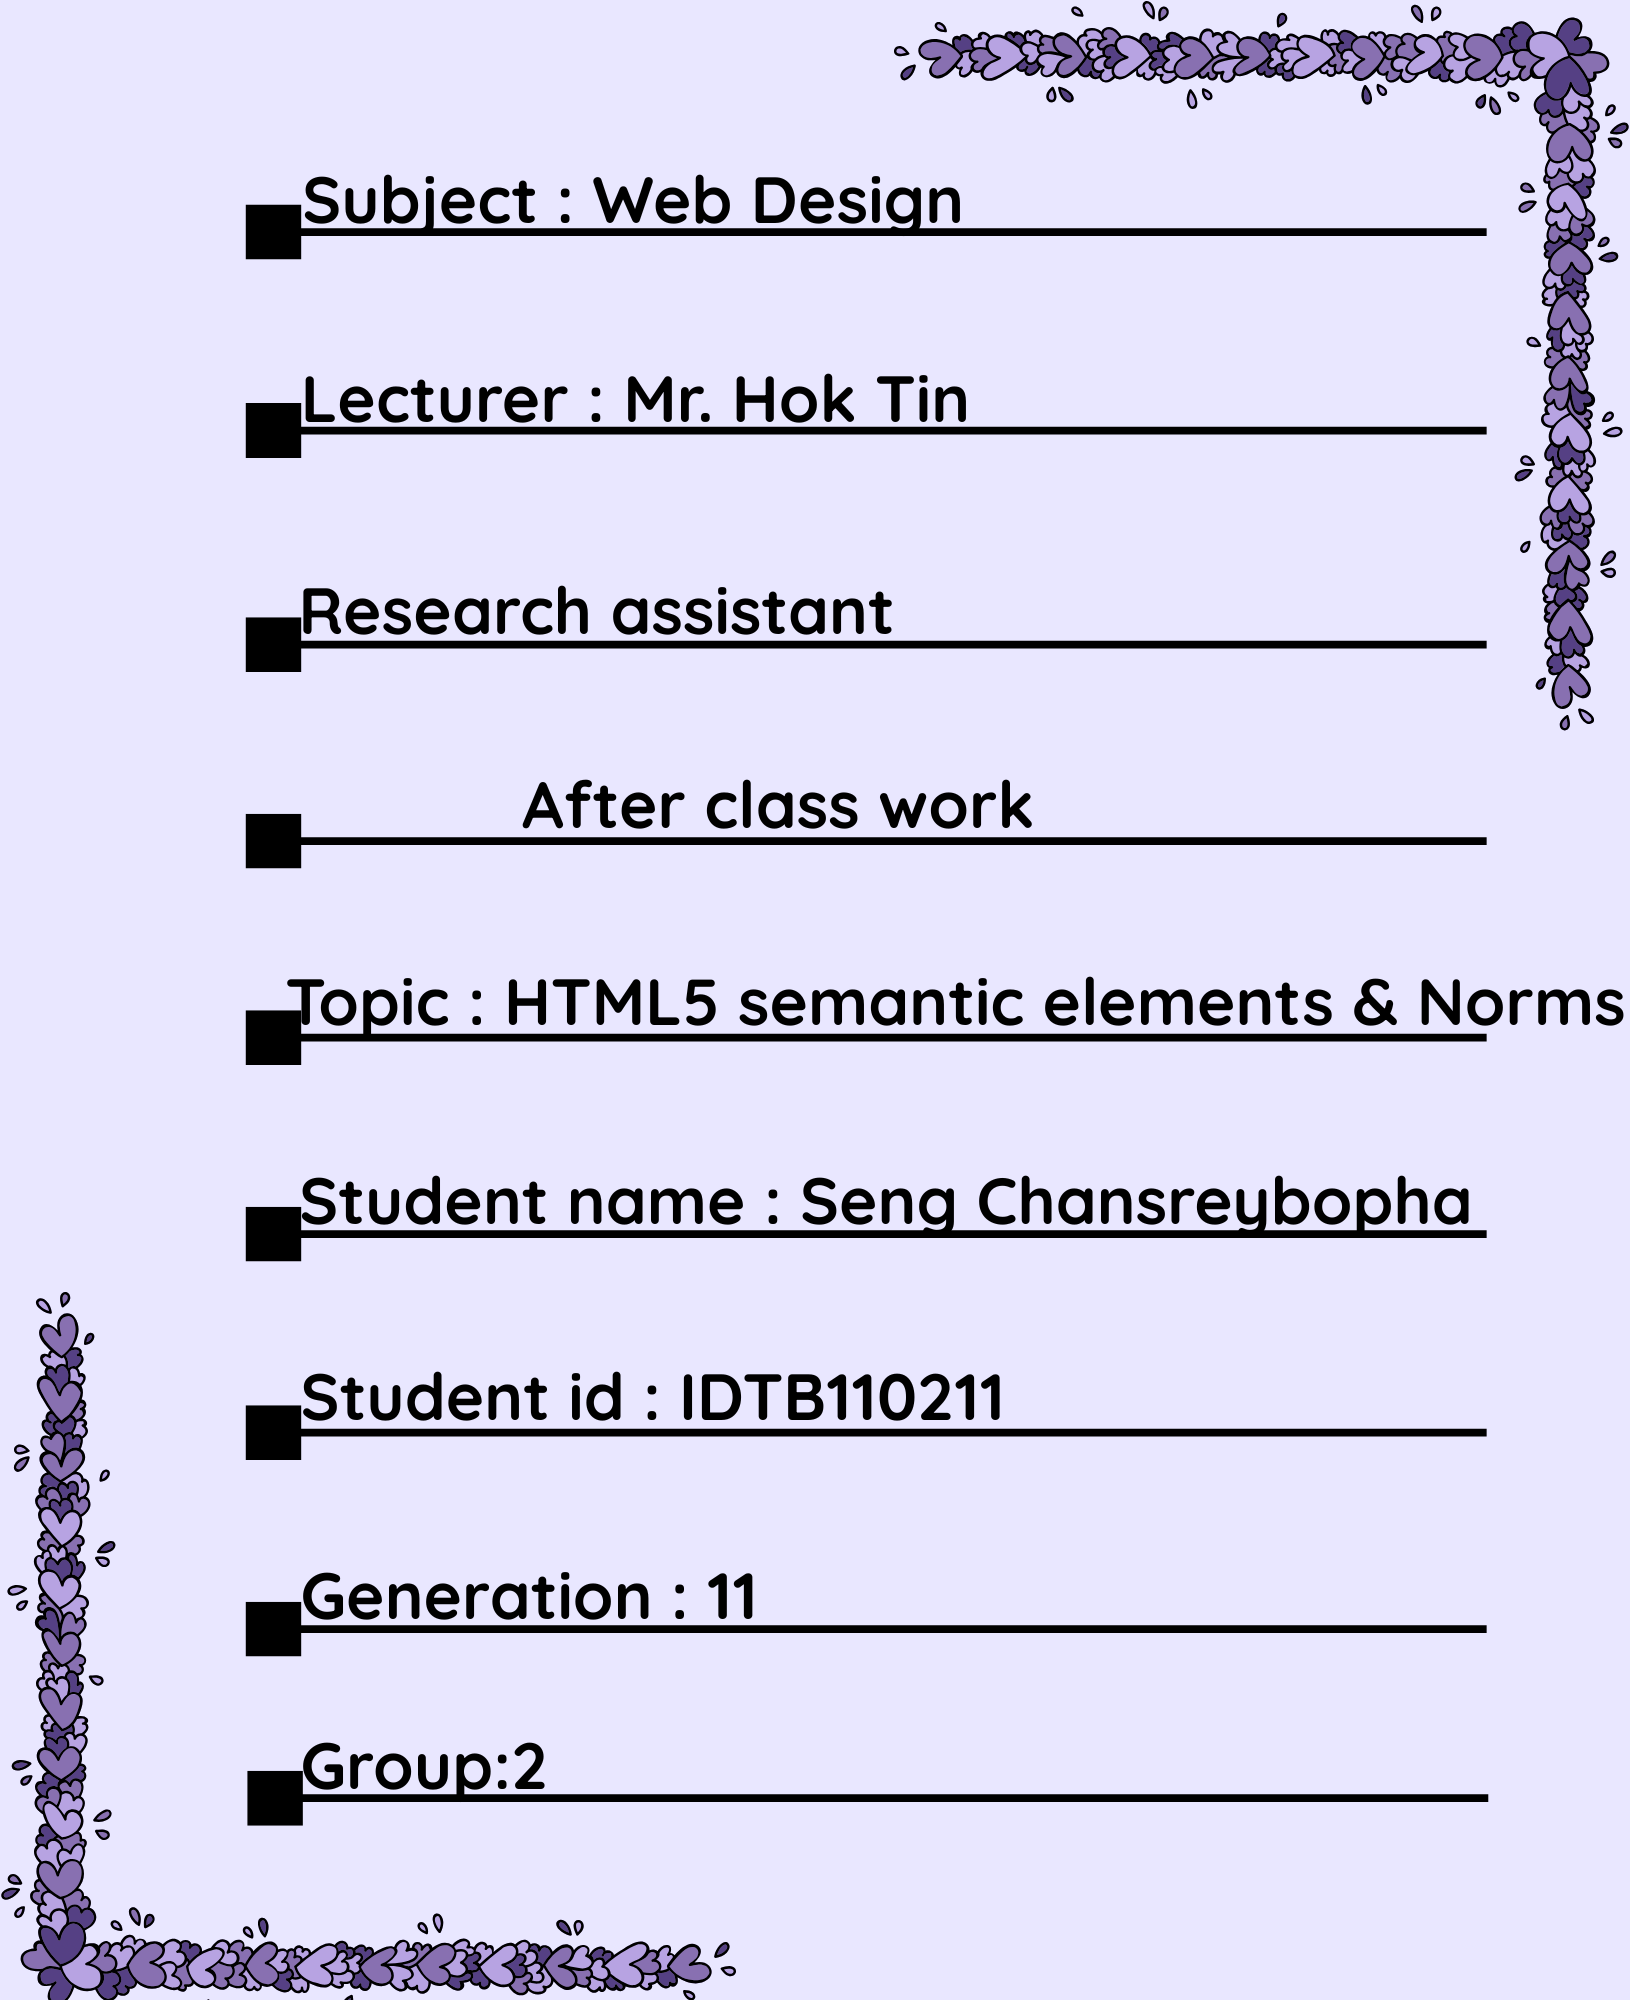 Subject : Web Design
Lecturer : Mr. Hok Tin
Research assistant
After class work
Topic : HTML5 semantic elements & Norms
Student name : Seng Chansreybopha
Student id : IDTB110211
Generation : 11
Group:2